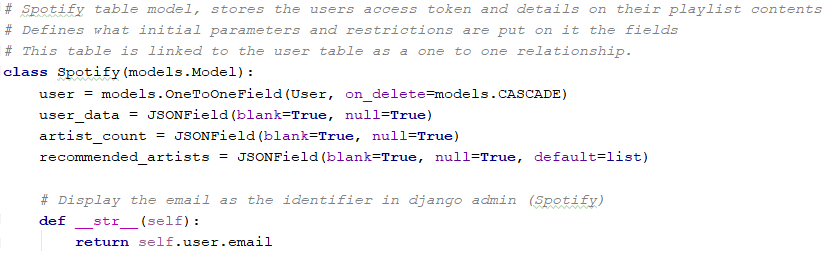 # Spotify table model, stores the users access token and details on their playlist contents
# Defines what initial parameters and restrictions are put on it the fields
# This table is linked to the user table as a one to one relationship.
class Spotify(models.Model):
    user = models.OneToOneField(User, on_delete=models.CASCADE)
    user_data = JSONField(blank=True, null=True)
    artist_count = JSONField(blank=True, null=True)
    recommended_artists = JSONField(blank=True, null=True, default=list)

    # Display the email as the identifier in django admin (Spotify)
    def __str__(self):
        return self.user.email